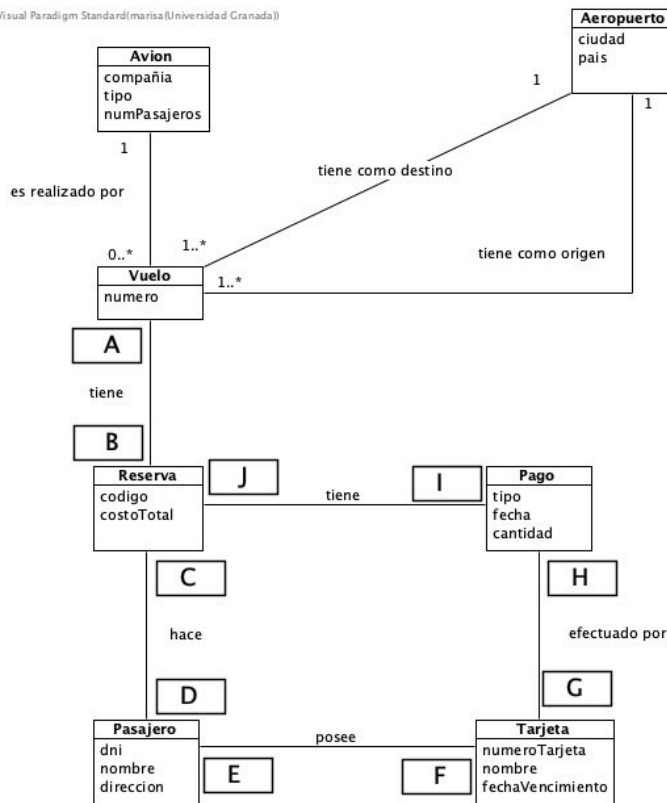 Visual Paradigm Standard(marisa(Universidad Granada))
Aeropuerto
ciudad
pais
Avion
compañia
tipo
numPasajeros
1
1
1
tiene como destino
es realizado por
0..*
1..*
tiene como origen
Vuelo
1..*
numero
A
tiene
B
Reserva
J
I
Pago
codigo
costoTotal
tiene
tipo
fecha
cantidad
C
H
hace
efectuado por
D
G
Pasajero
posee
Tarjeta
dni
nombre
direccion
E
F
numeroTarjeta
nombre
fechaVencimiento